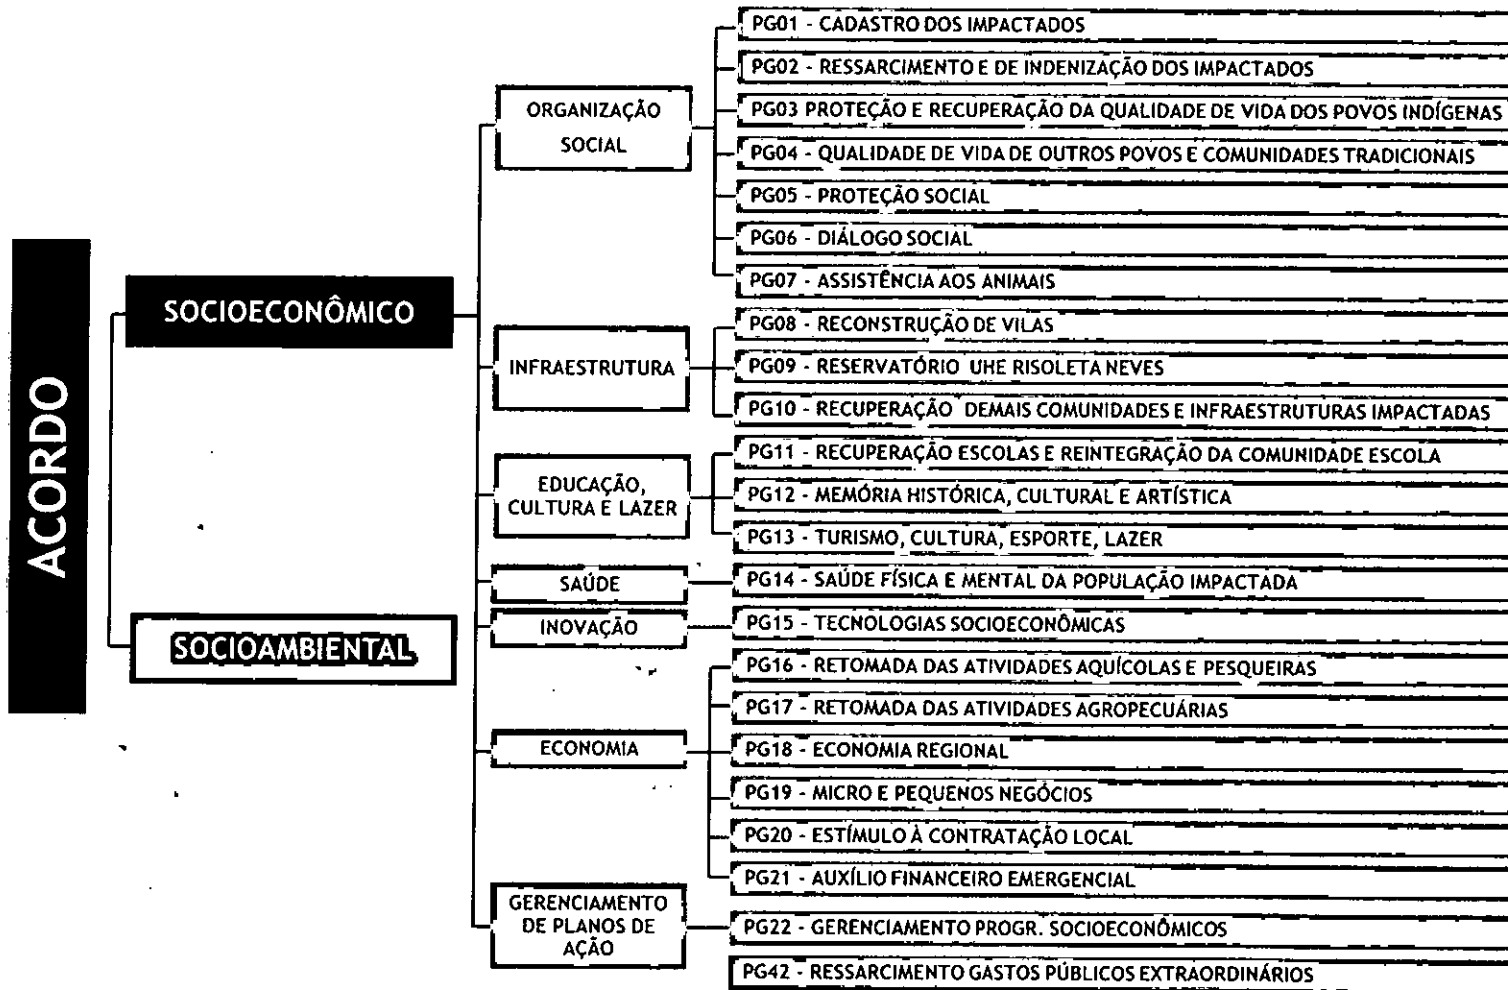 ACORDO
SOCIOECONÔMICO
SOCIOAMBIENTAL
ORGANIZAÇÃO
SOCIAL
PG01 - CADASTRO DOS IMPACTADOS
PG02 - RESSARCIMENTO E DE INDENIZAÇÃO DOS IMPACTADOS
PG03 PROTEÇÃO E RECUPERAÇÃO DA QUALIDADE DE VIDA DOS POVOS INDÍGENAS
PG04 - QUALIDADE DE VIDA DE OUTROS POVOS E COMUNIDADES TRADICIONAIS
PG05 - PROTEÇÃO SOCIAL
PG06 - DIÁLOGO SOCIAL
PG07 - ASSISTÊNCIA AOS ANIMAIS
INFRAESTRUTURA
PG08 - RECONSTRUÇÃO DE VILAS
PG09 - RESERVATÓRIO UHE RISOLETA NEVES
PG10 - RECUPERAÇÃO DEMAIS COMUNIDADES E INFRAESTRUTURAS IMPACTADAS
EDUCAÇÃO,
CULTURA E LAZER
PG11 - RECUPERAÇÃO ESCOLAS E REINTEGRAÇÃO DA COMUNIDADE ESCOLA
PG12 - MEMÓRIA HISTÓRICA, CULTURAL E ARTÍSTICA
PG13 - TURISMO, CULTURA, ESPORTE, LAZER
SAÚDE
PG14 - SAÚDE FÍSICA E MENTAL DA POPULAÇÃO IMPACTADA
INOVAÇÃO
PG15 - TECNOLOGIAS SOCIOECONÔMICAS
ECONOMIA
PG16 - RETOMADA DAS ATIVIDADES AQUÍCOLAS E PESQUEIRAS
PG17 - RETOMADA DAS ATIVIDADES AGROPECUÁRIAS
PG18 - ECONOMIA REGIONAL
PG19 - MICRO E PEQUENOS NEGÓCIOS
PG20 - ESTÍMULO À CONTRATAÇÃO LOCAL
PG21 - AUXÍLIO FINANCEIRO EMERGENCIAL
GERENCIAMENTO
DE PLANOS DE
AÇÃO
PG22 - GERENCIAMENTO PROGR. SOCIOECONÔMICOS
PG42 - RESSARCIMENTO GASTOS PÚBLICOS EXTRAORDINÁRIOS